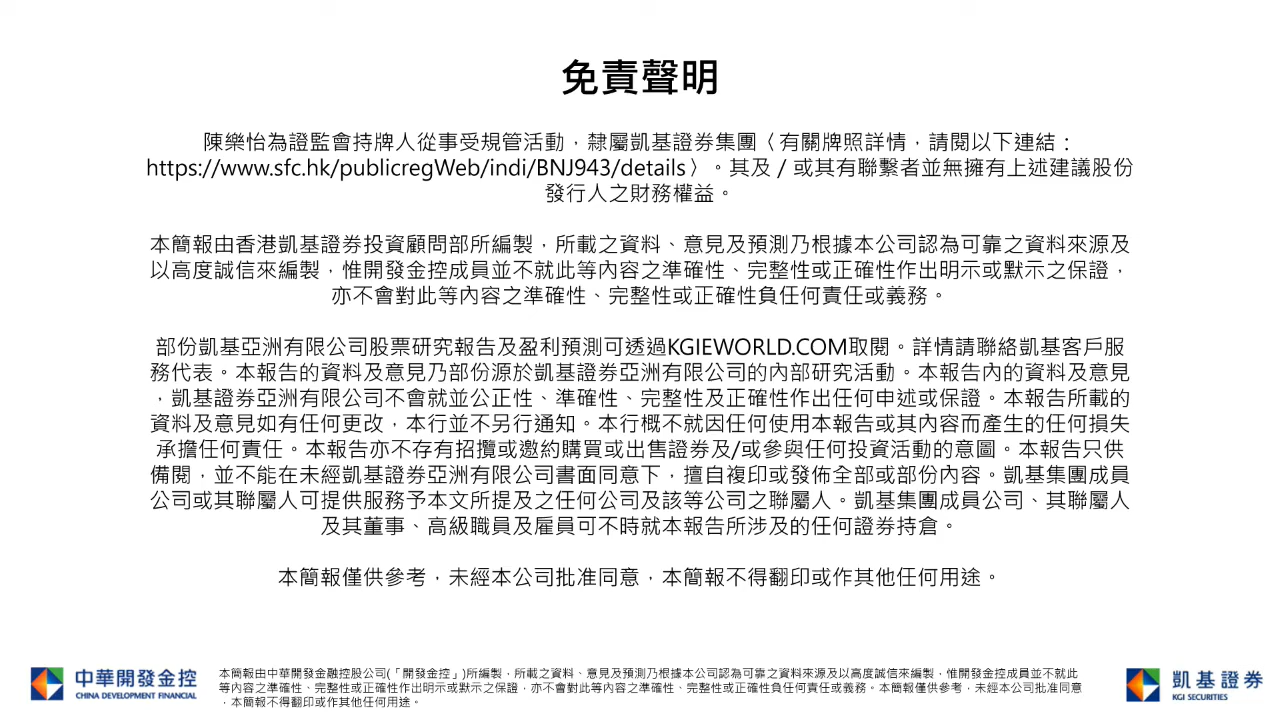 免責聲明
陳樂怡為證監會持牌人從事受規管活動，隸屬凱基證券集團〈有關牌照詳情，請閱以下連結：
https://www.sfc.hk/publicregWeb/indi/BNJ943/details〉。其及 / 或其有聯繫者並無擁有上述建議股份
發行人之財務權益。
本簡報由香港凱基證券投資顧問部所編製，所載之資料、意見及預測乃根據本公司認為可靠之資料來源及
以高度誠信來編製，惟開發金控成員並不就此等內容之準確性、完整性或正確性作出明示或默示之保證，
亦不會對此等內容之準確性、完整性或正確性負任何責任或義務。
部份凱基亞洲有限公司股票研究報告及盈利預測可透過KGIEWORLD.COM取閱。詳情請聯絡凱基客戶服
務代表。本報告的資料及意見乃部份源於凱基證券亞洲有限公司的內部研究活動。本報告內的資料及意見
，凱基證券亞洲有限公司不會就並公正性、準確性、完整性及正確性作出任何申述或保證。本報告所載的
資料及意見如有任何更改，本行並不另行通知。本行概不就因任何使用本報告或其內容而產生的任何損失
承擔任何責任。本報告亦不存有招攬或邀約購買或出售證券及/或參與任何投資活動的意圖。本報告只供
備閱，並不能在未經凱基證券亞洲有限公司書面同意下，擅自複印或發佈全部或部份內容。凱基集團成員
公司或其聯屬人可提供服務予本文所提及之任何公司及該等公司之聯屬人。凱基集團成員公司、其聯屬人
及其董事、高級職員及雇員可不時就本報告所涉及的任何證券持倉。
本簡報僅供參考，未經本公司批准同意，本簡報不得翻印或作其他任何用途。
中華開發金控
CHINA DEVELOPMENT FINANCIAL
本簡報由中華開發金融控股公司(「開發金控」)所編製，所載之資料、意見及預測乃根據本公司認為可靠之資料來源及以高度誠信來編製，惟開發金控成員並不就此
等內容之準確性、完整性或正確性作出明示或默示之保證，亦不會對此等內容之準確性、完整性或正確性負任何責任或義務。本簡報僅供參考，未經本公司批准同意
，本簡報不得翻印或作其他任何用途。
凱基證券
KGI SECURITIES